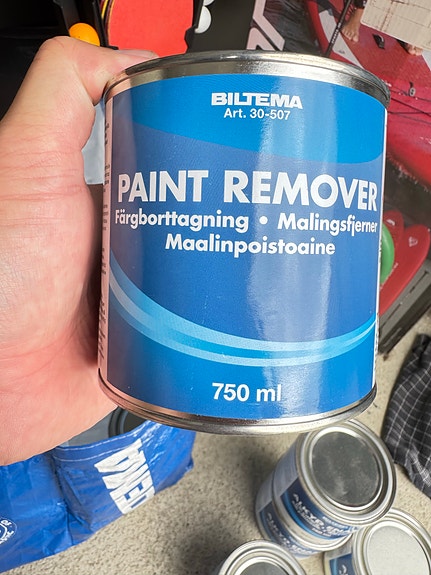 BILTEMA
Art. 30-507
PAINT REMOVER
Färgborttagning • Malingsfjerner
Maalinpoistoaine
750 ml